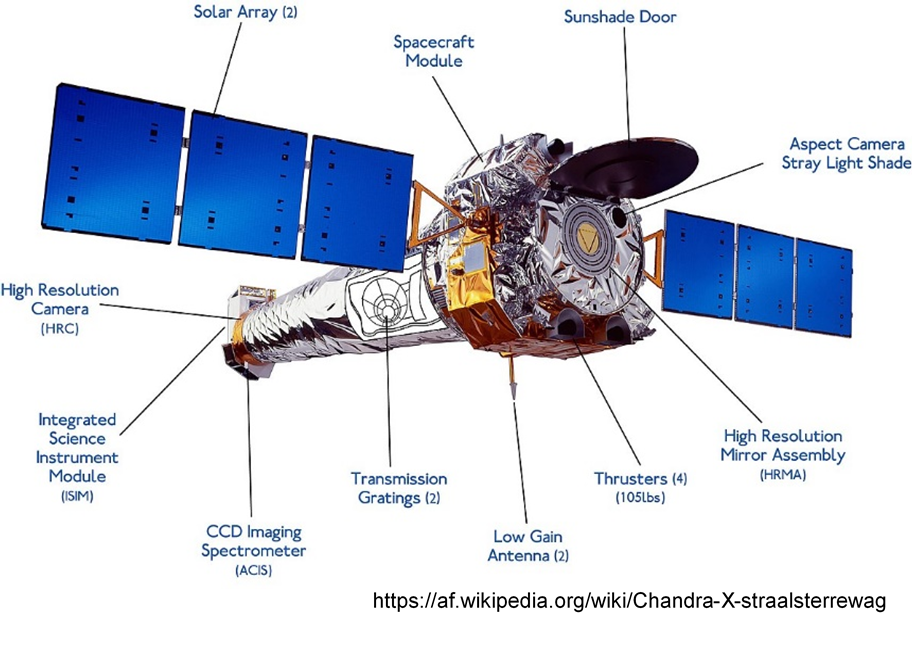 Solar Array (2)
Sunshade Door
Spacecraft
Module
Aspect Camera
Stray Light Shade
High Resolution
Camera
(HRC)
Integrated
Science
Instrument
Module
(ISIM)
High Resolution
Mirror Assembly
(HRMA)
Transmission
Gratings (2)
Thrusters (4)
(105lbs)
CCD Imaging
Spectrometer
(ACIS)
Low Gain
Antenna (2)
https://af.wikipedia.org/wiki/Chandra-X-straalsterrewag